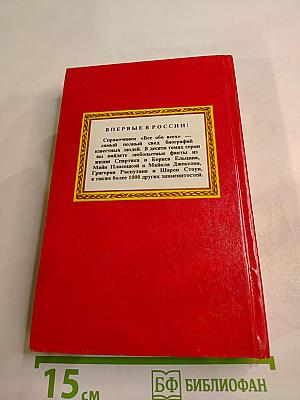 ВПЕРВЫЕ В РОССИИ!
Справочники «Все обо всех» —
самый полный свод биографий
известных людей. В десяти томах серии
вы найдете любопытные факты из
жизни Спартака и Бориса Ельцина,
Майи Плисецкой и Майкла Джексона,
Григория Распутина и Шарон Стоун,
а также более 1000 других знаменитостей.
15 см
БФ БИБЛИОФАН